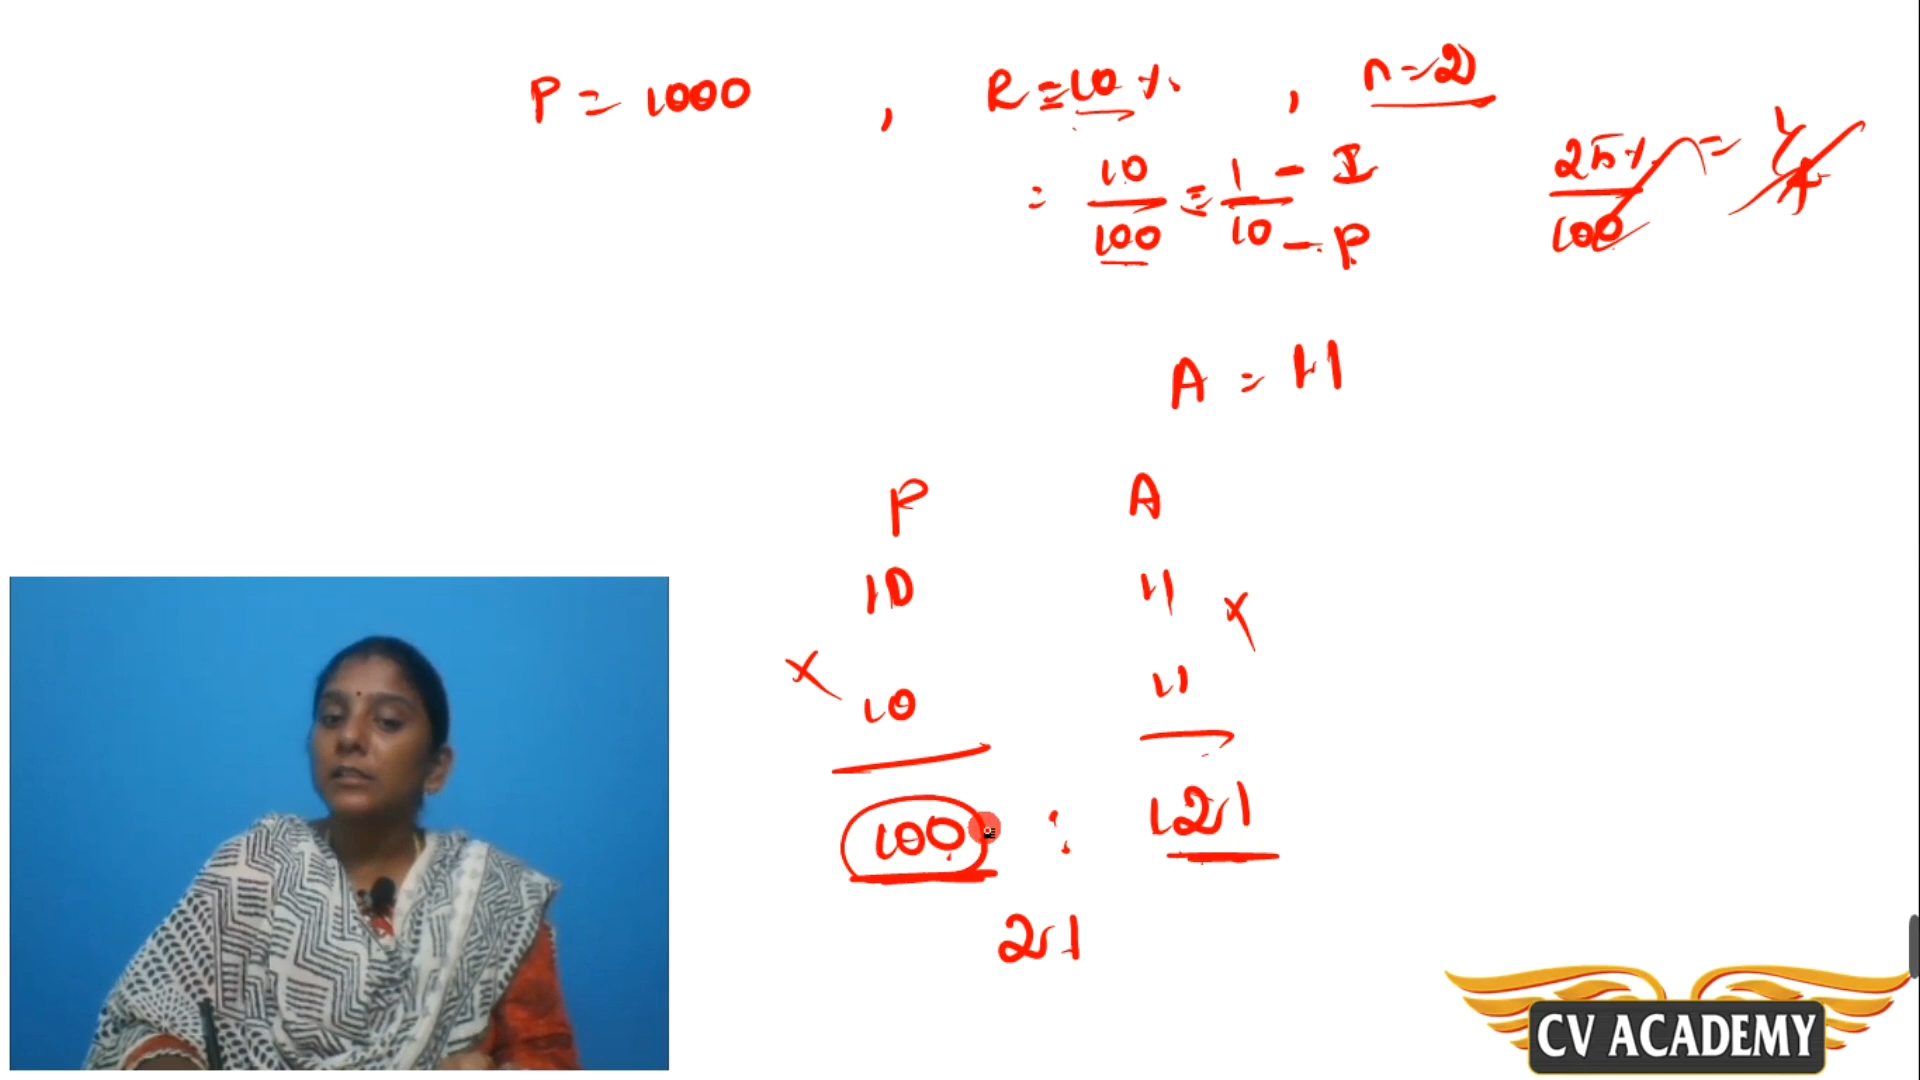 P = 1000 , R = 10 % , n = 2
= 10/100 = 1/10 - I - P 25%/100 = 1/4
A = 11
P A
10 11 x
x 10 11
100 : 121
21
CV ACADEMY